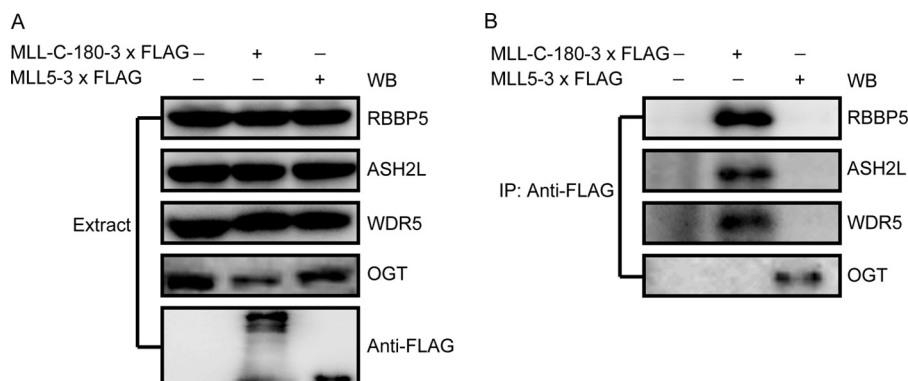 A
MLL-C-180-3 x FLAG – + –
MLL5-3 x FLAG – – + WB
RBBP5
ASH2L
Extract
WDR5
OGT
Anti-FLAG
B
MLL-C-180-3 x FLAG – + –
MLL5-3 x FLAG – – + WB
RBBP5
ASH2L
IP: Anti-FLAG
WDR5
OGT